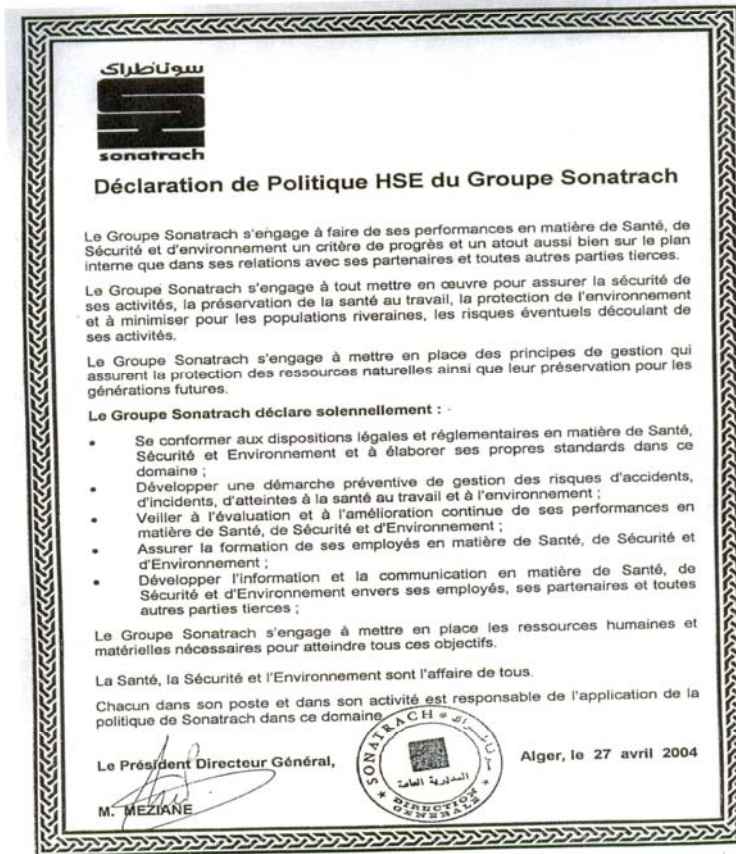 سوناطراك
sonatrach
Déclaration de Politique HSE du Groupe Sonatrach
Le Groupe Sonatrach s'engage à faire de ses performances en matière de Santé, de
Sécurité et d'environnement un critère de progrès et un atout aussi bien sur le plan
interne que dans ses relations avec ses partenaires et toutes autres parties tierces.
Le Groupe Sonatrach s'engage à tout mettre en œuvre pour assurer la sécurité de
ses activités, la préservation de la santé au travail, la protection de l'environnement
et à minimiser pour les populations riveraines, les risques éventuels découlant de
ses activités.
Le Groupe Sonatrach s'engage à mettre en place des principes de gestion qui
assurent la protection des ressources naturelles ainsi que leur préservation pour les
générations futures.
Le Groupe Sonatrach déclare solennellement :
• Se conformer aux dispositions légales et réglementaires en matière de Santé,
Sécurité et Environnement et à élaborer ses propres standards dans ce
domaine ;
• Développer une démarche préventive de gestion des risques d'accidents,
d'incidents, d'atteintes à la santé au travail et à l'environnement ;
• Veiller à l'évaluation et à l'amélioration continue de ses performances en
matière de Santé, de Sécurité et d'Environnement ;
• Assurer la formation de ses employés en matière de Santé, de Sécurité et
d'Environnement ;
• Développer l'information et la communication en matière de Santé, de
Sécurité et d'Environnement envers ses employés, ses partenaires et toutes
autres parties tierces ;
Le Groupe Sonatrach s'engage à mettre en place les ressources humaines et
matérielles nécessaires pour atteindre tous ces objectifs.
La Santé, la Sécurité et l'Environnement sont l'affaire de tous.
Chacun dans son poste et dans son activité est responsable de l'application de la
politique de Sonatrach dans ce domaine
Le Président Directeur Général,
Alger, le 27 avril 2004
M. MEZIANE
SONATRACH * سوناطراك
المديرية العامة
* DIRECTION GENERALE *